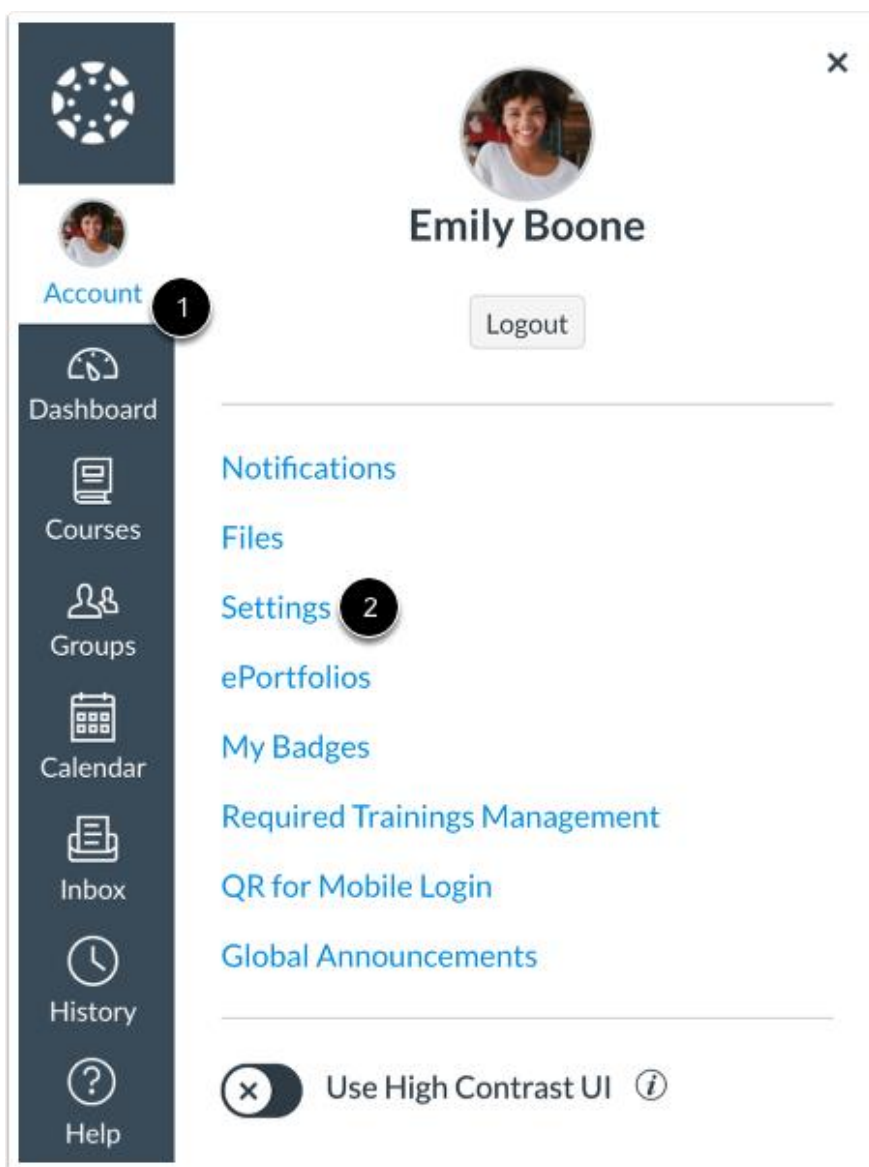 Account
1
Dashboard
Courses
Groups
Calendar
Inbox
History
Help
Emily Boone
Logout
Notifications
Files
Settings 2
ePortfolios
My Badges
Required Trainings Management
QR for Mobile Login
Global Announcements
Use High Contrast UI i